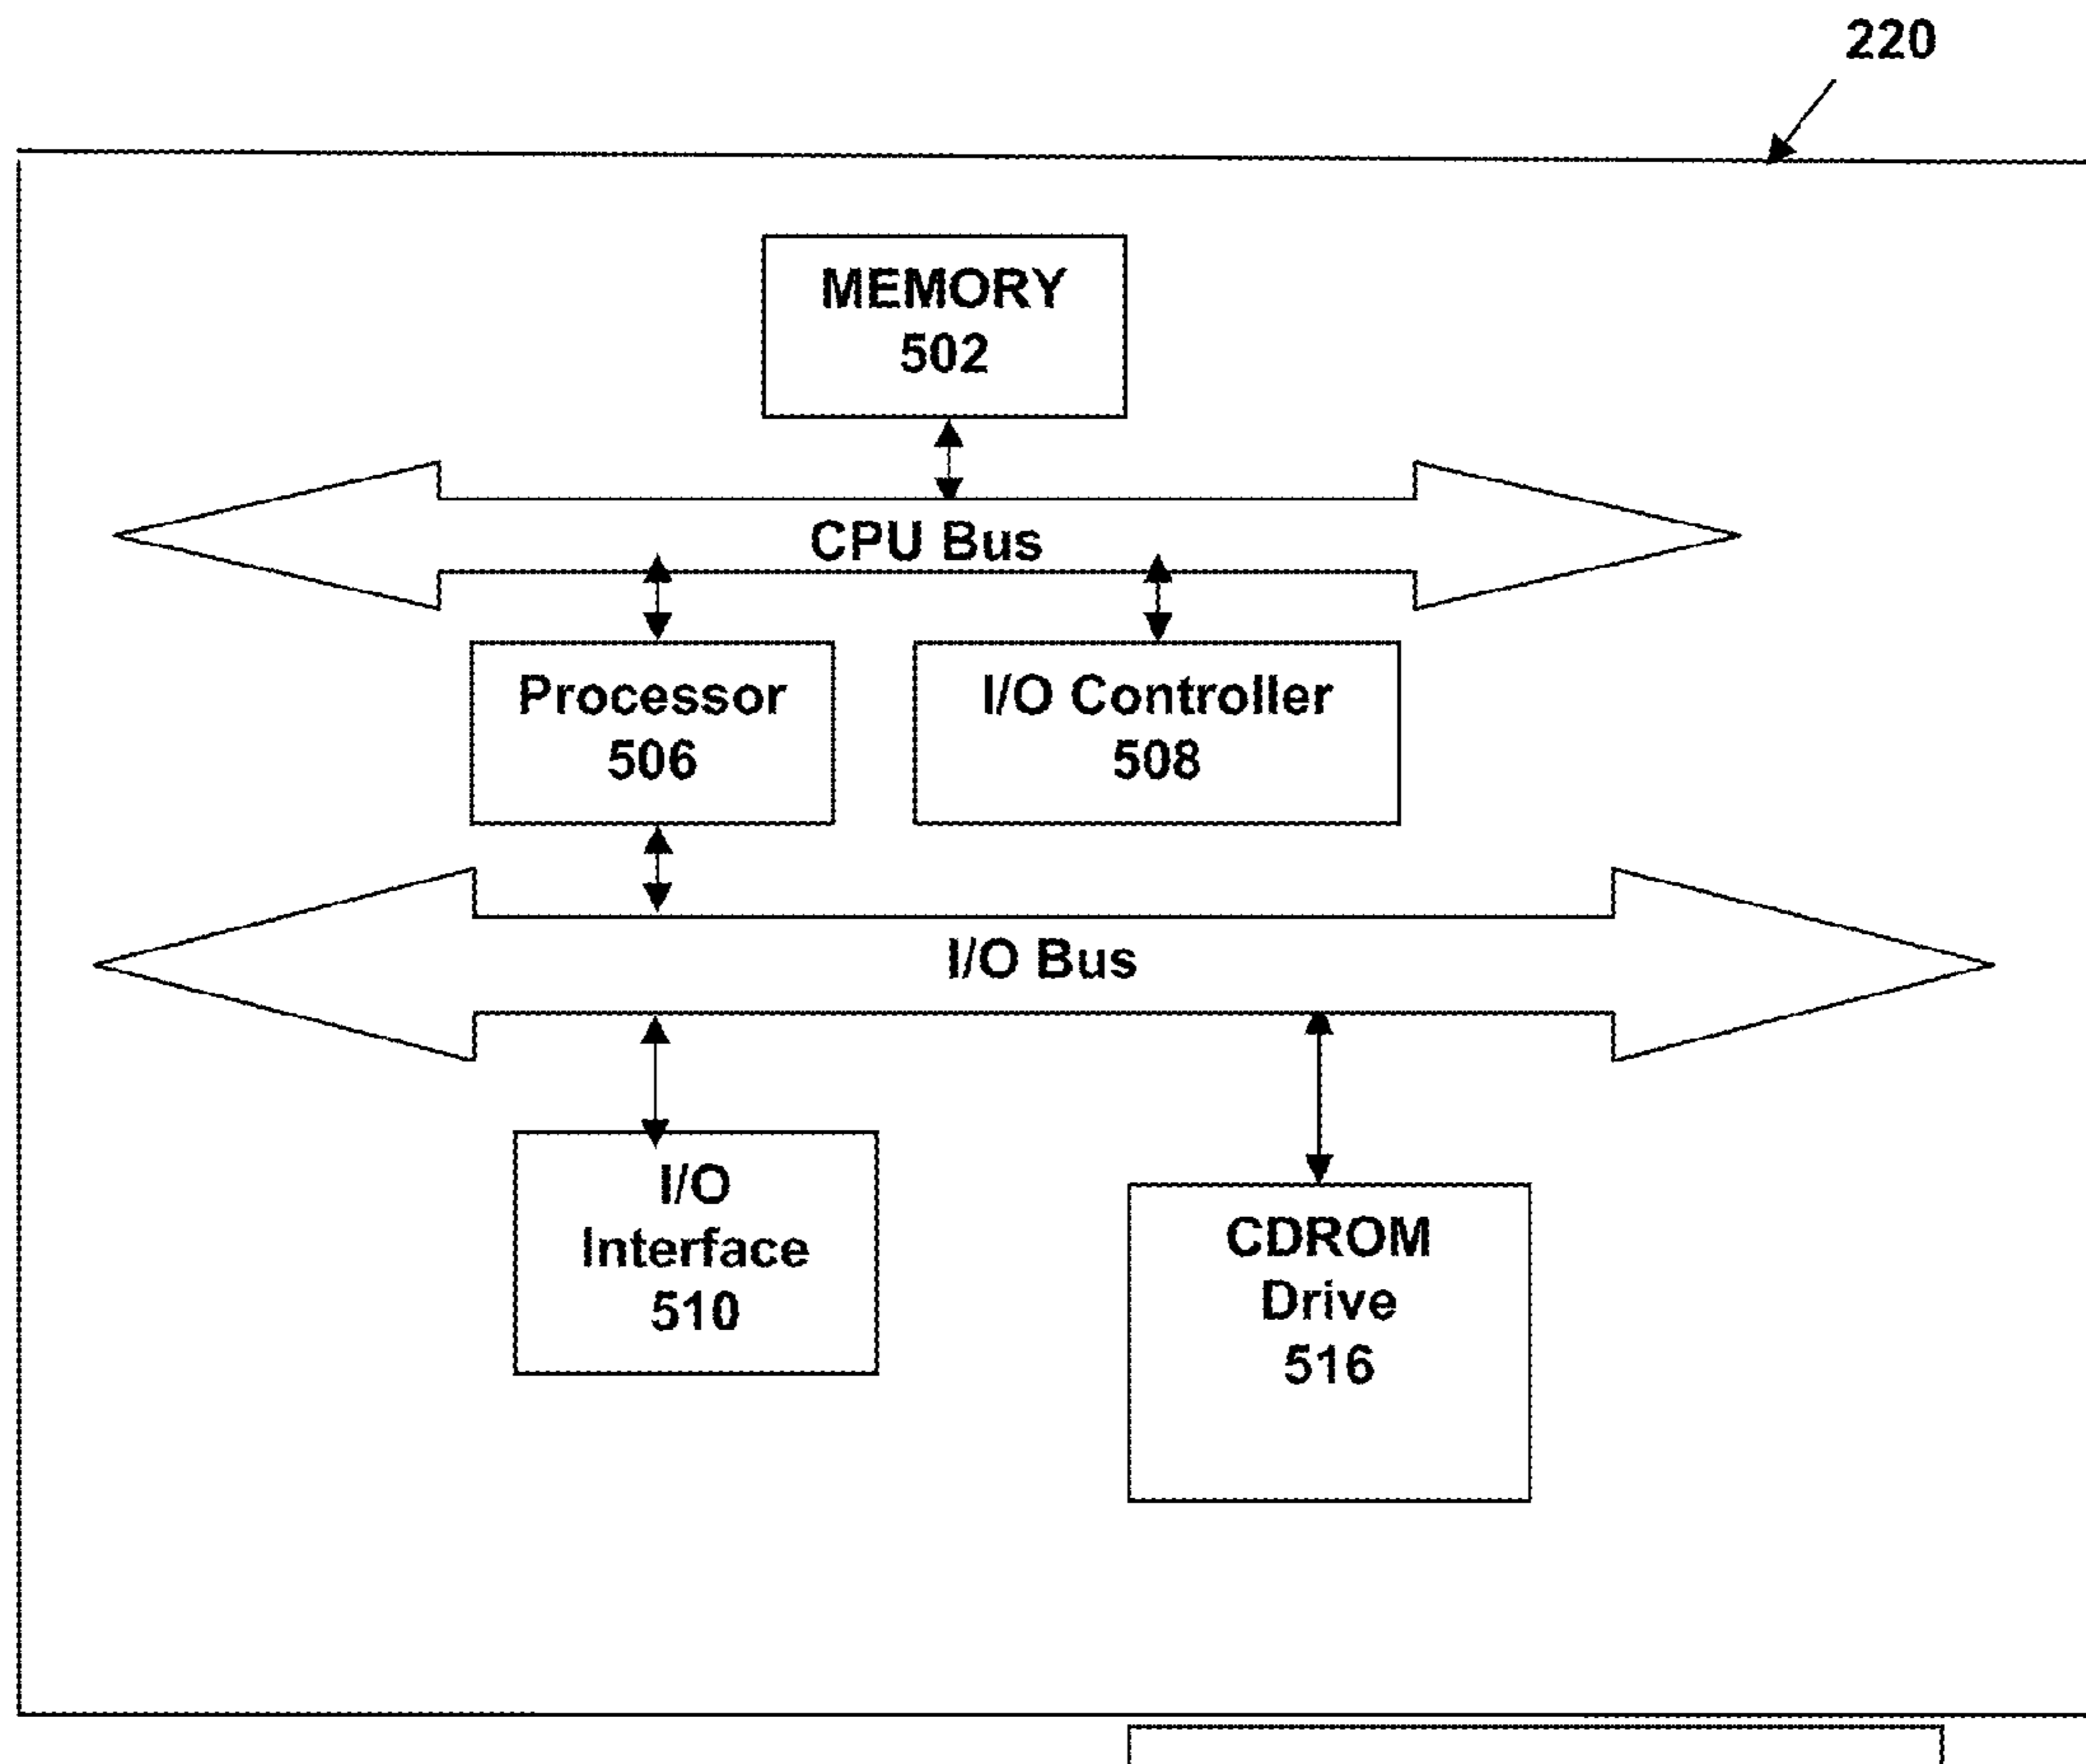 220
MEMORY
502
CPU Bus
Processor
506
I/O Controller
508
I/O Bus
I/O
Interface
510
CDROM
Drive
516